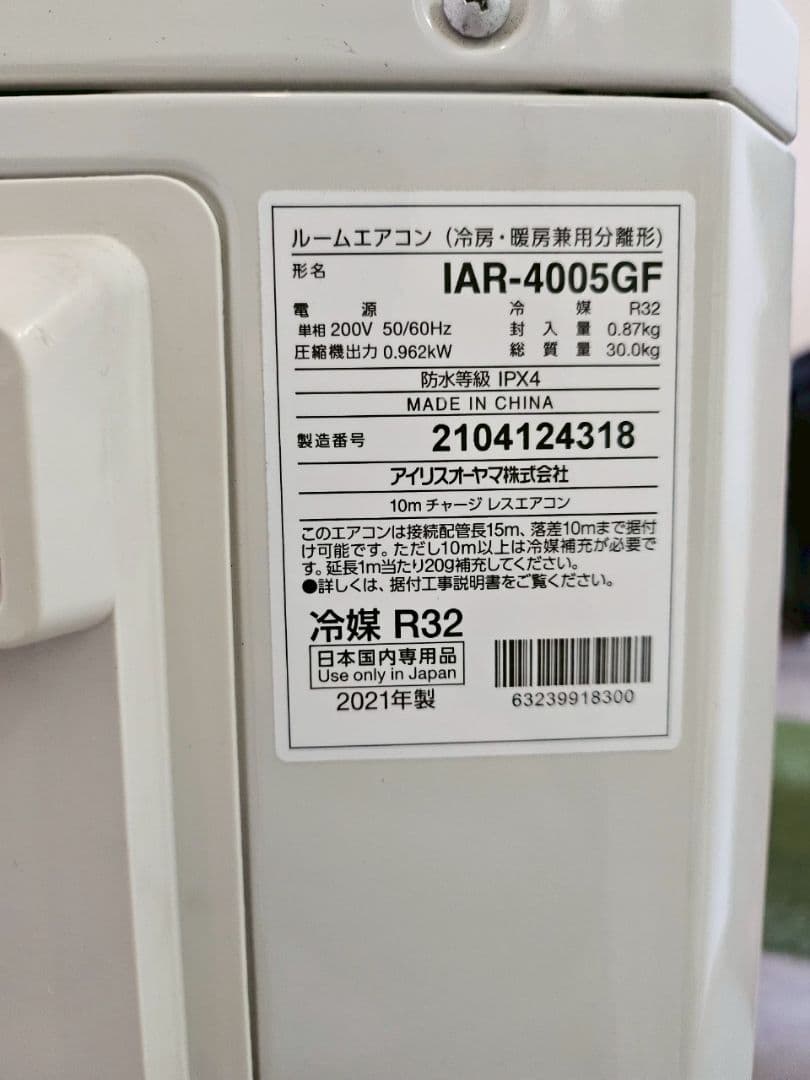 ルームエアコン（冷房・暖房兼用分離形）
形名 IAR-4005GF
電源 冷媒 R32
単相 200V 50/60Hz 封入量 0.87kg
圧縮機出力 0.962kW 総質量 30.0kg
防水等級 IPX4
MADE IN CHINA
製造番号 2104124318
アイリスオーヤマ株式会社
10m チャージレスエアコン
このエアコンは接続配管長15m、落差10mまで据付
け可能です。ただし10m以上は冷媒補充が必要で
す。延長1m当たり20g補充してください。
●詳しくは、据付工事説明書をご覧ください。
冷媒 R32
日本国内専用品
Use only in Japan
2021年製
63239918300